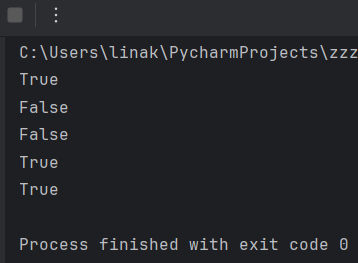 C:\Users\linak\PycharmProjects\zzz
True
False
False
True
True
Process finished with exit code 0